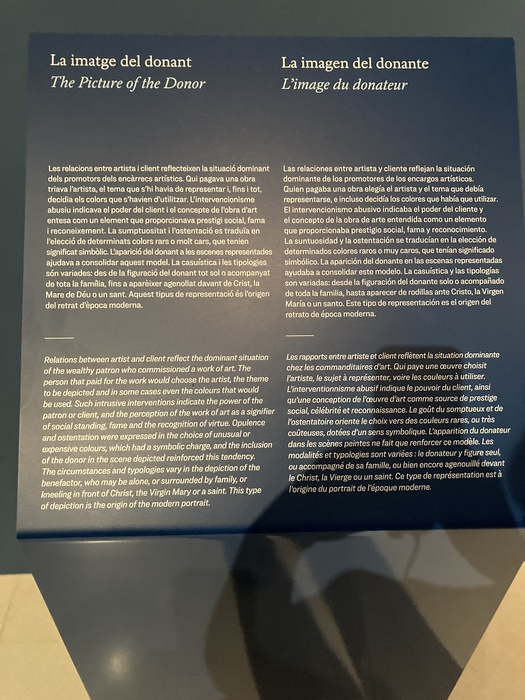 La imatge del donant
The Picture of the Donor
Les relacions entre artista i client reflecteixen la situació dominant
dels promotors dels encàrrecs artístics. Qui pagava una obra
triava l'artista, el tema que s'hi havia de representar i, fins i tot,
decidia els colors que s'havien d'utilitzar. L'intervencionisme
abusiu indicava el poder del client i el concepte de l'obra d'art
entesa com un element que proporcionava prestigi social, fama
i reconeixement. La sumptuositat i l'ostentació es traduïa en
l'elecció de determinats colors rars o molt cars, que tenien
significat simbòlic. L'aparició del donant a les escenes representades
ajudava a consolidar aquest model. La casuística i les tipologies
són variades: des de la figuració del donant tot sol o acompanyat
de tota la família, fins a aparèixer agenollat davant de Crist, la
Mare de Déu o un sant. Aquest tipus de representació és l'origen
del retrat d'època moderna.
Relations between artist and client reflect the dominant situation
of the wealthy patron who commissioned a work of art. The
person that paid for the work would choose the artist, the theme
to be depicted and in some cases even the colours that would
be used. Such intrusive interventions indicate the power of the
patron or client, and the perception of the work of art as a signifier
of social standing, fame and the recognition of virtue. Opulence
and ostentation were expressed in the choice of unusual or
expensive colours, which had a symbolic charge, and the inclusion
of the donor in the scene depicted reinforced this tendency.
The circumstances and typologies vary in the depiction of the
benefactor, who may be alone, or surrounded by family, or
kneeling in front of Christ, the Virgin Mary or a saint. This type
of depiction is the origin of the modern portrait.
La imagen del donante
L'image du donateur
Las relaciones entre artista y cliente reflejan la situación
dominante de los promotores de los encargos artísticos.
Quien pagaba una obra elegía el artista y el tema que debía
representarse, e incluso decidía los colores que había que utilizar.
El intervencionismo abusivo indicaba el poder del cliente y
el concepto de la obra de arte entendida como un elemento
que proporcionaba prestigio social, fama y reconocimiento.
La suntuosidad y la ostentación se traducían en la elección de
determinados colores raros o muy caros, que tenían significado
simbólico. La aparición del donante en las escenas representadas
ayudaba a consolidar este modelo. La casuística y las tipologías
son variadas: desde la figuración del donante solo o acompañado
de toda la familia, hasta aparecer de rodillas ante Cristo, la Virgen
María o un santo. Este tipo de representación es el origen del
retrato de época moderna.
Les rapports entre artiste et client reflètent la situation dominante
chez les commanditaires d'art. Qui paye une œuvre choisit
l'artiste, le sujet à représenter, voire les couleurs à utiliser.
L'interventionnisme abusif indique le pouvoir du client, ainsi
qu'une conception de l'œuvre d'art comme source de prestige
social, célébrité et reconnaissance. Le goût du somptueux et de
l'ostentatoire oriente le choix vers des couleurs rares, ou très
coûteuses, dotées d'un sens symbolique. L'apparition du donateur
dans les scènes peintes ne fait que renforcer ce modèle. Les
modalités et typologies sont variées : le donateur y figure seul,
ou accompagné de sa famille, ou bien encore agenouillé devant
le Christ, la Vierge ou un saint. Ce type de représentation est à
l'origine du portrait de l'époque moderne.